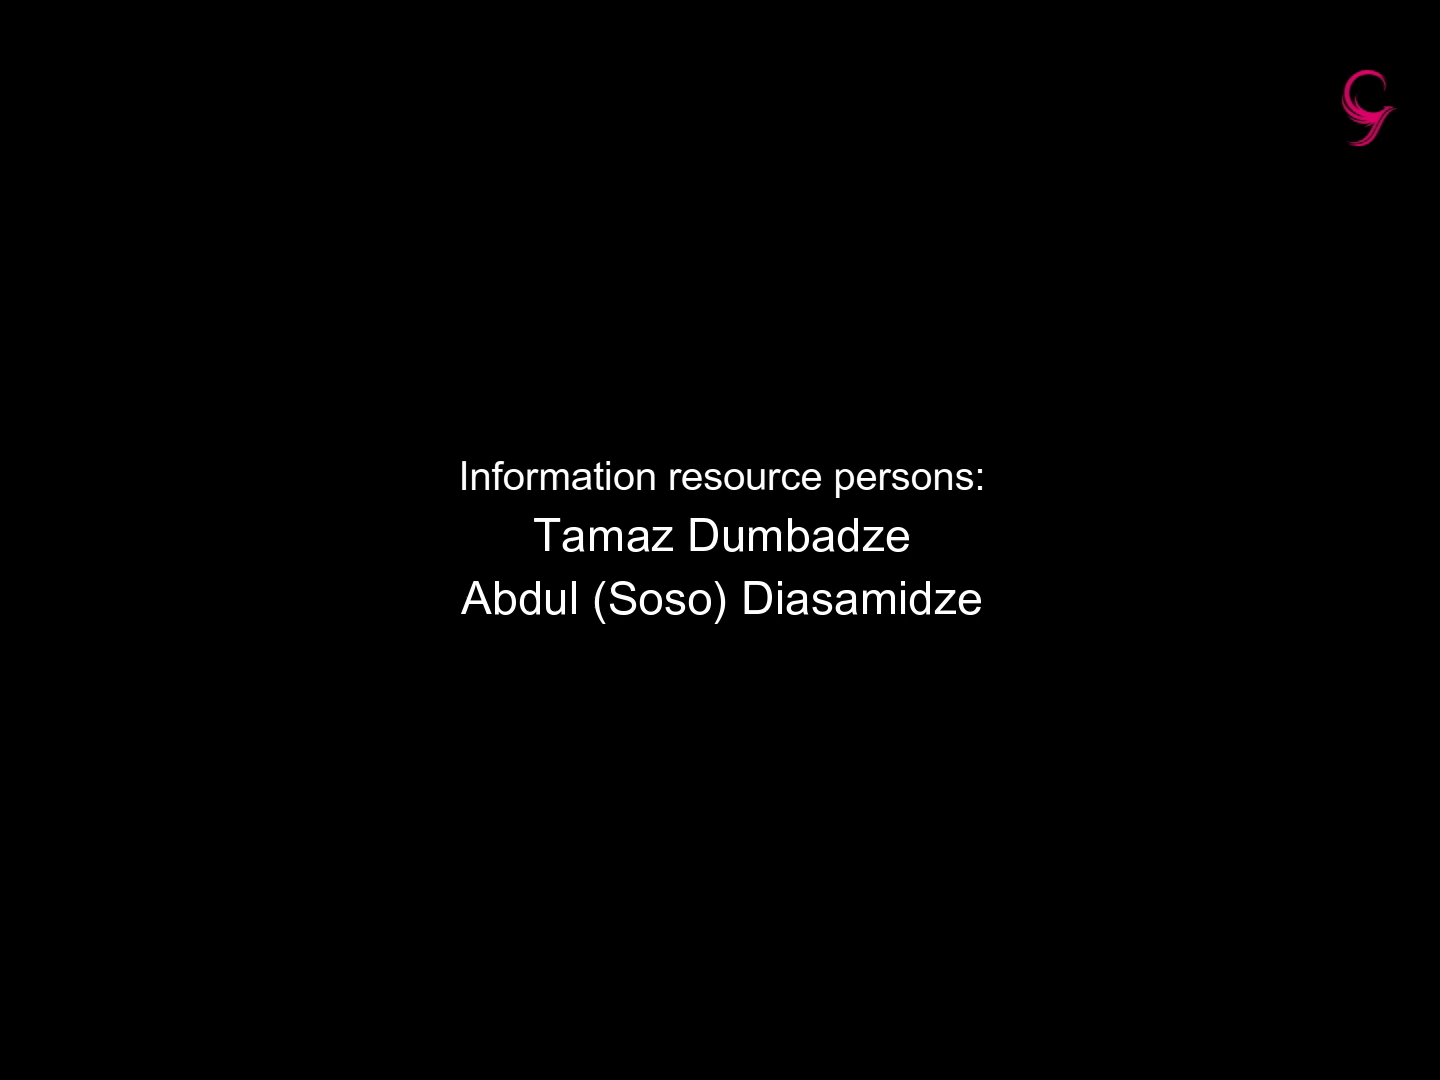 Information resource persons:
Tamaz Dumbadze
Abdul (Soso) Diasamidze